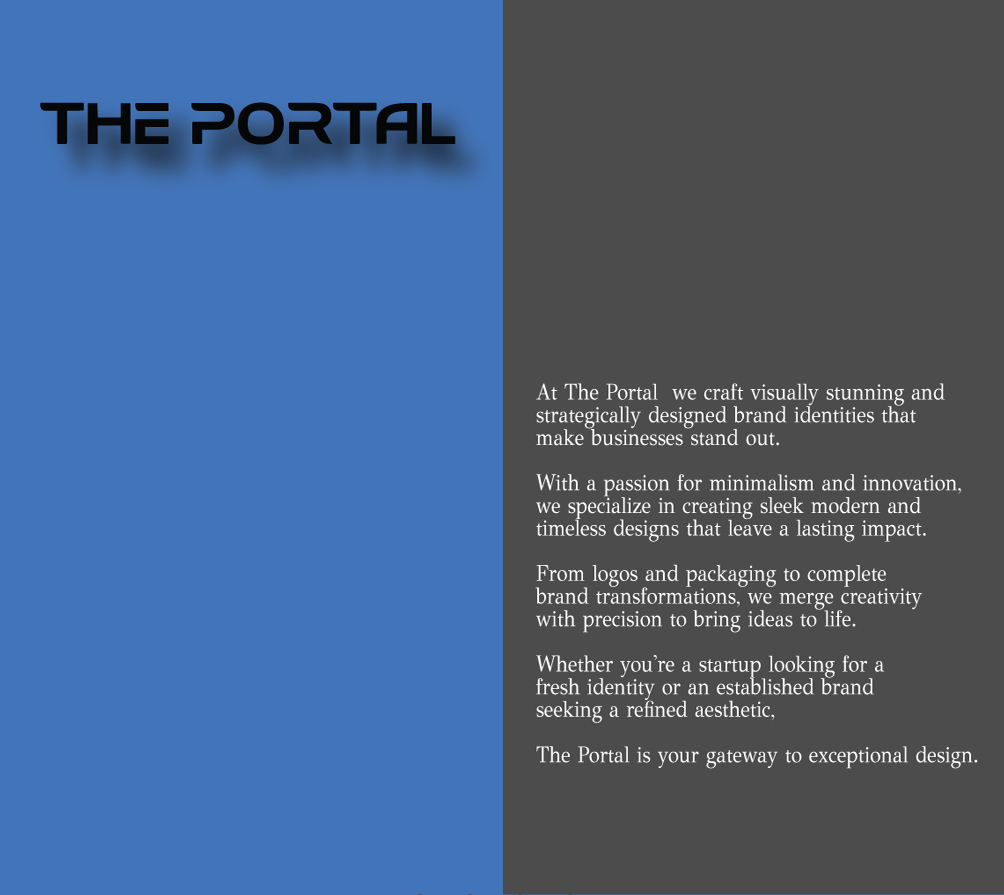 THE PORTAL
At The Portal  we craft visually stunning and
strategically designed brand identities that
make businesses stand out.
With a passion for minimalism and innovation,
we specialize in creating sleek modern and
timeless designs that leave a lasting impact.
From logos and packaging to complete
brand transformations, we merge creativity
with precision to bring ideas to life.
Whether you’re a startup looking for a
fresh identity or an established brand
seeking a refined aesthetic,
The Portal is your gateway to exceptional design.